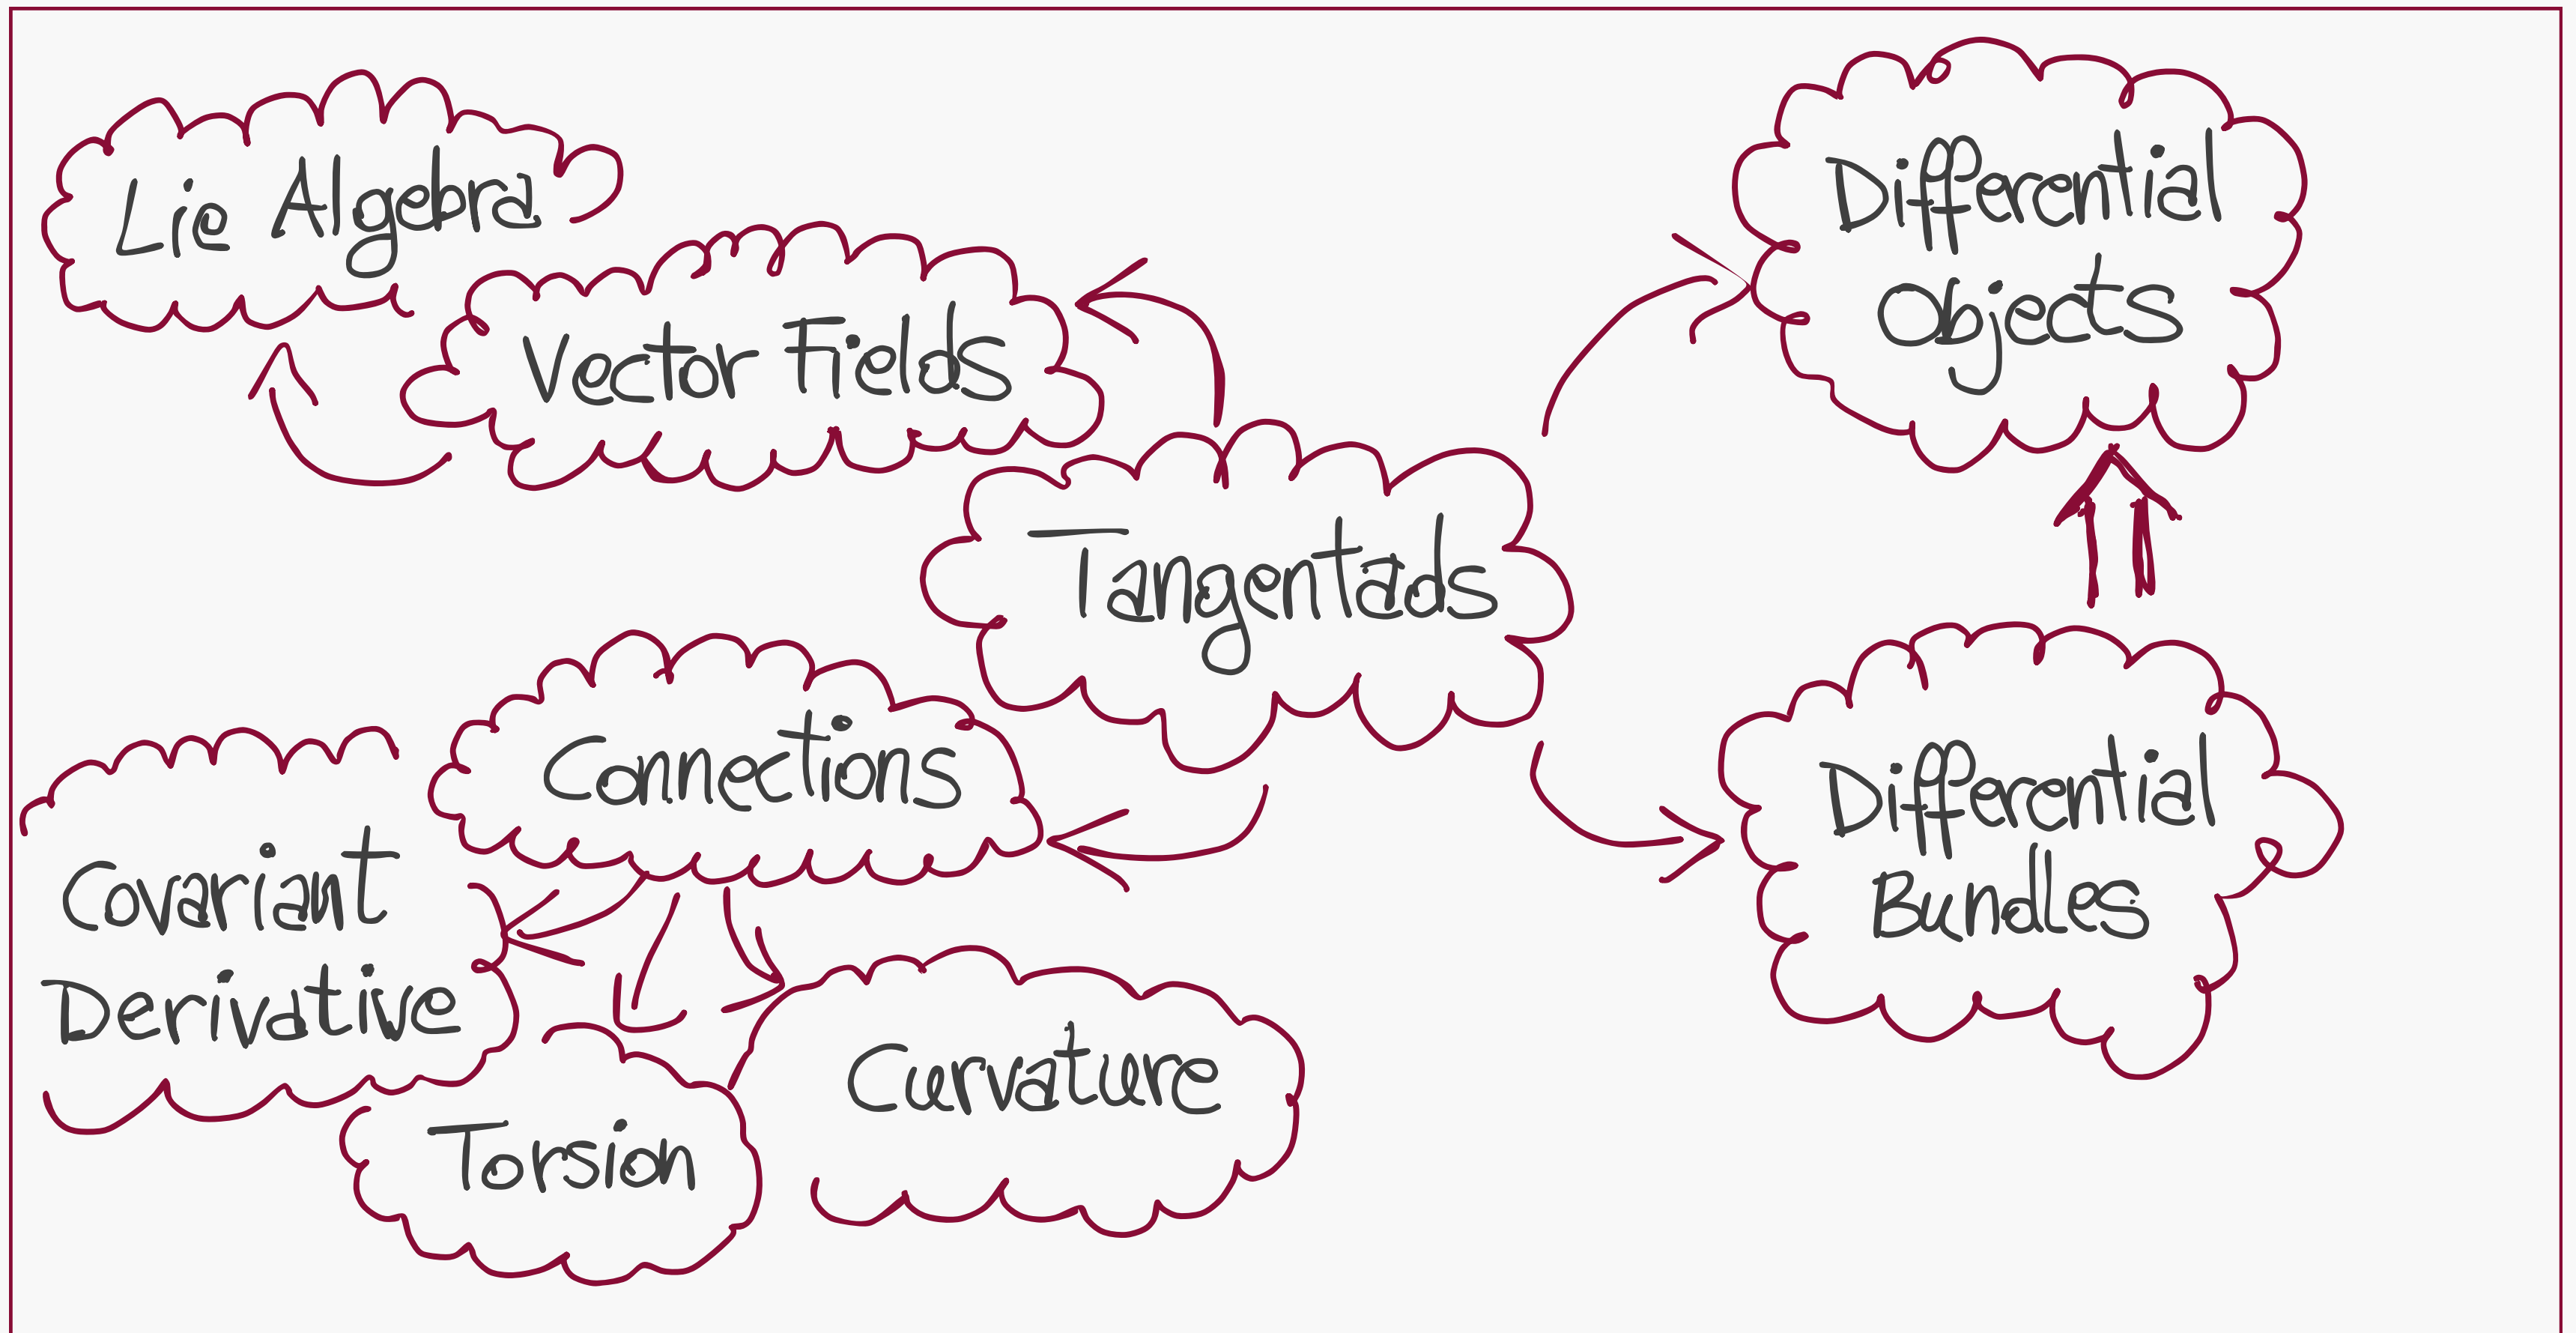 Lie Algebra
Vector Fields
Differential
Objects
Tangentads
Connections
Covariant
Derivative
Torsion
Curvature
Differential
Bundles